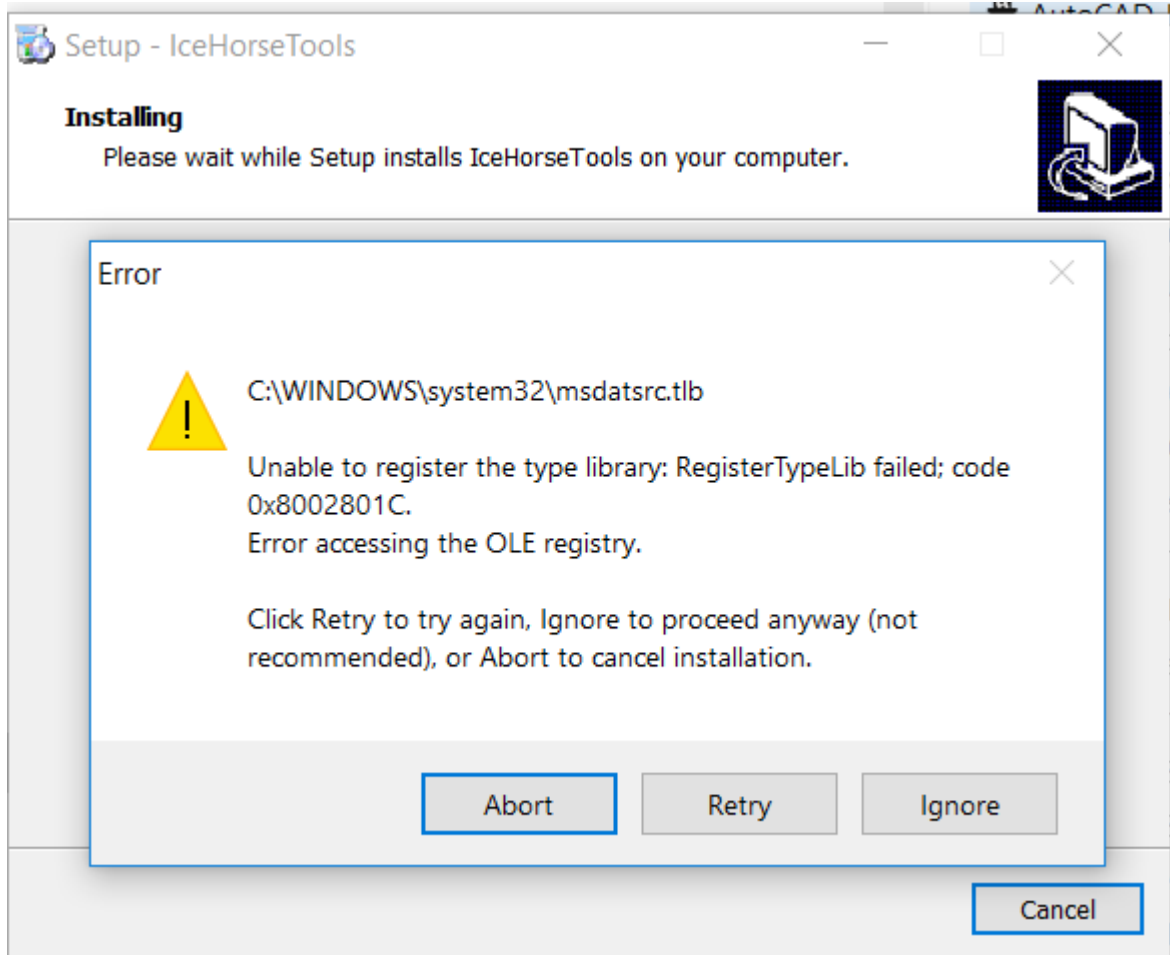 AutoCAD
Setup - IceHorseTools
Installing
Please wait while Setup installs IceHorseTools on your computer.
Error
C:\WINDOWS\system32\msdatsrc.tlb
Unable to register the type library: RegisterTypeLib failed; code
0x8002801C.
Error accessing the OLE registry.
Click Retry to try again, Ignore to proceed anyway (not
recommended), or Abort to cancel installation.
Abort
Retry
Ignore
Cancel